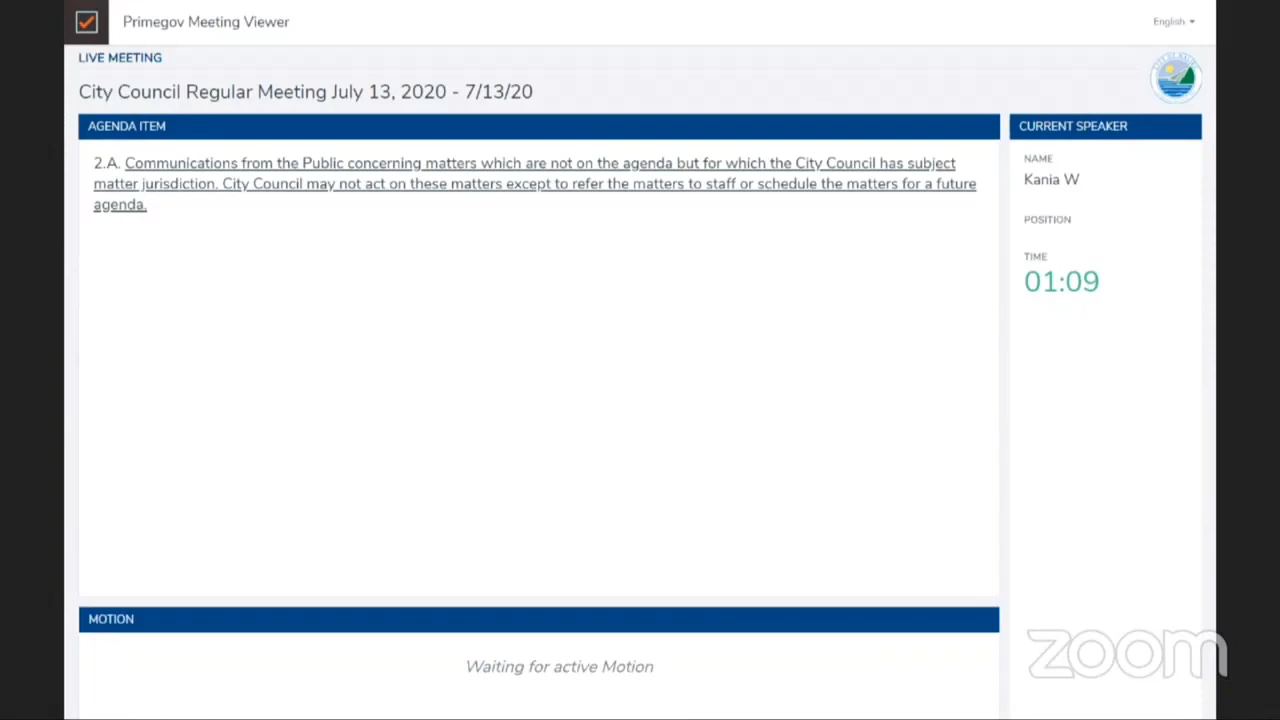 Primegov Meeting Viewer
English
LIVE MEETING
City Council Regular Meeting July 13, 2020 - 7/13/20
AGENDA ITEM
2.A. Communications from the Public concerning matters which are not on the agenda but for which the City Council has subject
matter jurisdiction. City Council may not act on these matters except to refer the matters to staff or schedule the matters for a future
agenda.
CURRENT SPEAKER
NAME
Kania W
POSITION
TIME
01:09
MOTION
Waiting for active Motion
zoom